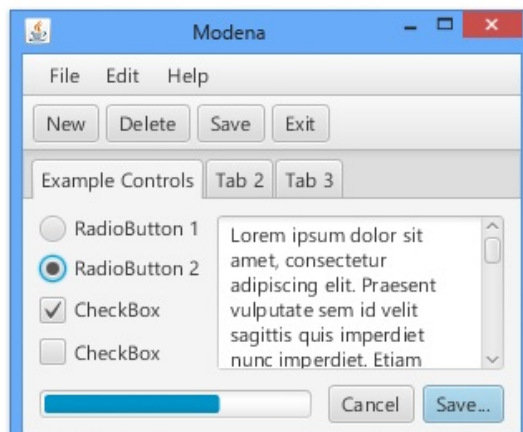 Modena
File Edit Help
New Delete Save Exit
Example Controls Tab 2 Tab 3
RadioButton 1
RadioButton 2
CheckBox
CheckBox
Lorem ipsum dolor sit
amet, consectetur
adipiscing elit. Praesent
vulputate sem id velit
sagittis quis imperdiet
nunc imperdiet. Etiam
Cancel Save...